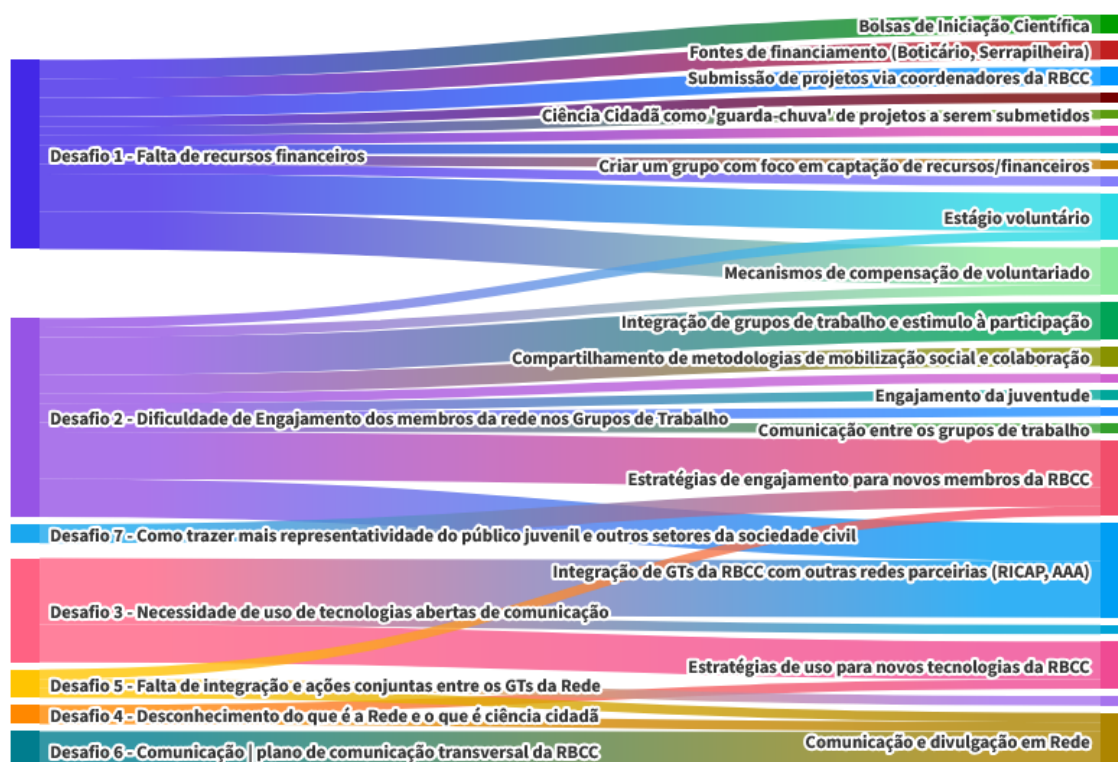 Bolsas de Iniciação Científica
Fontes de financiamento (Boticário, Serrapilheira)
Submissão de projetos via coordenadores da RBCC
Ciência Cidadã como 'guarda-chuva' de projetos a serem submetidos
Desafio 1 - Falta de recursos financeiros
Criar um grupo com foco em captação de recursos/financeiros
Estágio voluntário
Mecanismos de compensação de voluntariado
Integração de grupos de trabalho e estimulo à participação
Compartilhamento de metodologias de mobilização social e colaboração
Engajamento da juventude
Desafio 2 - Dificuldade de Engajamento dos membros da rede nos Grupos de Trabalho
Comunicação entre os grupos de trabalho
Estratégias de engajamento para novos membros da RBCC
Desafio 7 - Como trazer mais representatividade do público juvenil e outros setores da sociedade civil
Integração de GTs da RBCC com outras redes parceirias (RICAP, AAA)
Desafio 3 - Necessidade de uso de tecnologias abertas de comunicação
Estratégias de uso para novos tecnologias da RBCC
Desafio 5 - Falta de integração e ações conjuntas entre os GTs da Rede
Desafio 4 - Desconhecimento do que é a Rede e o que é ciência cidadã
Comunicação e divulgação em Rede
Desafio 6 - Comunicação | plano de comunicação transversal da RBCC